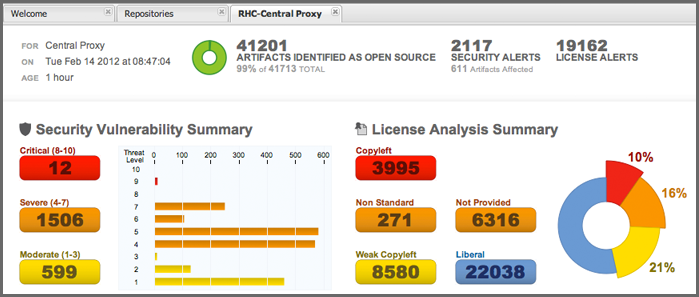 Welcome
Repositories
RHC-Central Proxy
FOR Central Proxy
ON Tue Feb 14 2012 at 08:47:04
AGE 1 hour
41201
ARTIFACTS IDENTIFIED AS OPEN SOURCE
99% of 41713 TOTAL
2117
SECURITY ALERTS
611 Artifacts Affected
19162
LICENSE ALERTS
Security Vulnerability Summary
Critical (8-10)
12
Severe (4-7)
1506
Moderate (1-3)
599
Threat Level
0 100 200 300 400 500 600
10
9
8
7
6
5
4
3
2
1
License Analysis Summary
Copyleft
3995
Non Standard
271
Not Provided
6316
Weak Copyleft
8580
Liberal
22038
10%
16%
21%